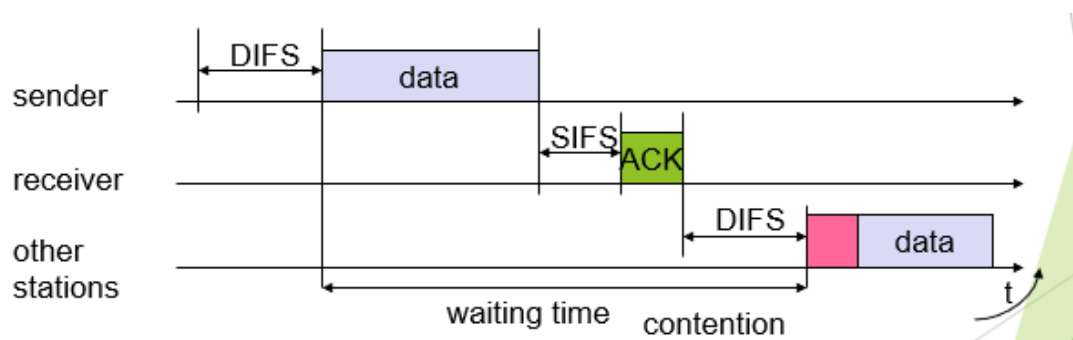 DIFS
data
sender
SIFS
ACK
receiver
DIFS
data
other
stations
t
waiting time
contention